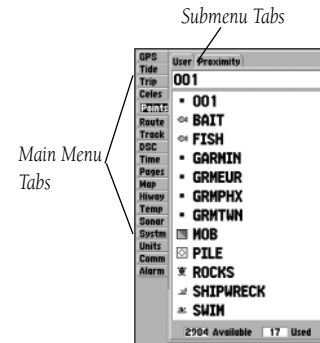 Submenu Tabs
Main Menu
Tabs
GPS
Tide
Trip
Celes
Points
Route
Track
DSC
Time
Pages
Map
Hiway
Temp
Sonar
Systm
Units
Comm
Alarm
User Proximity
001
001
BAIT
FISH
GARMIN
GRMEUR
GRMPHX
GRMTWN
MOB
PILE
ROCKS
SHIPWRECK
SWIM
2984 Available 17 Used